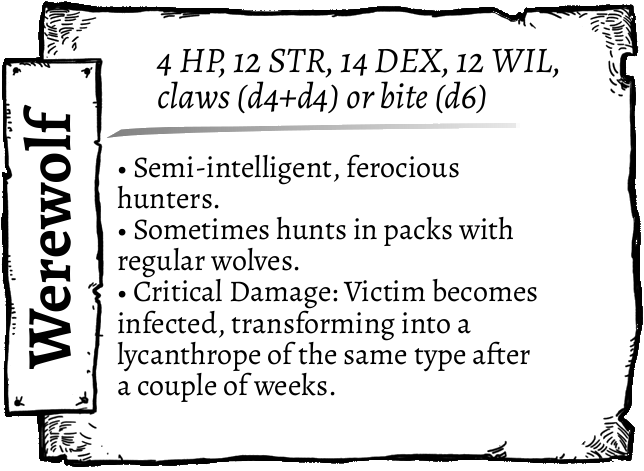 Werewolf
4 HP, 12 STR, 14 DEX, 12 WIL,
claws (d4+d4) or bite (d6)
• Semi-intelligent, ferocious
hunters.
• Sometimes hunts in packs with
regular wolves.
• Critical Damage: Victim becomes
infected, transforming into a
lycanthrope of the same type after
a couple of weeks.